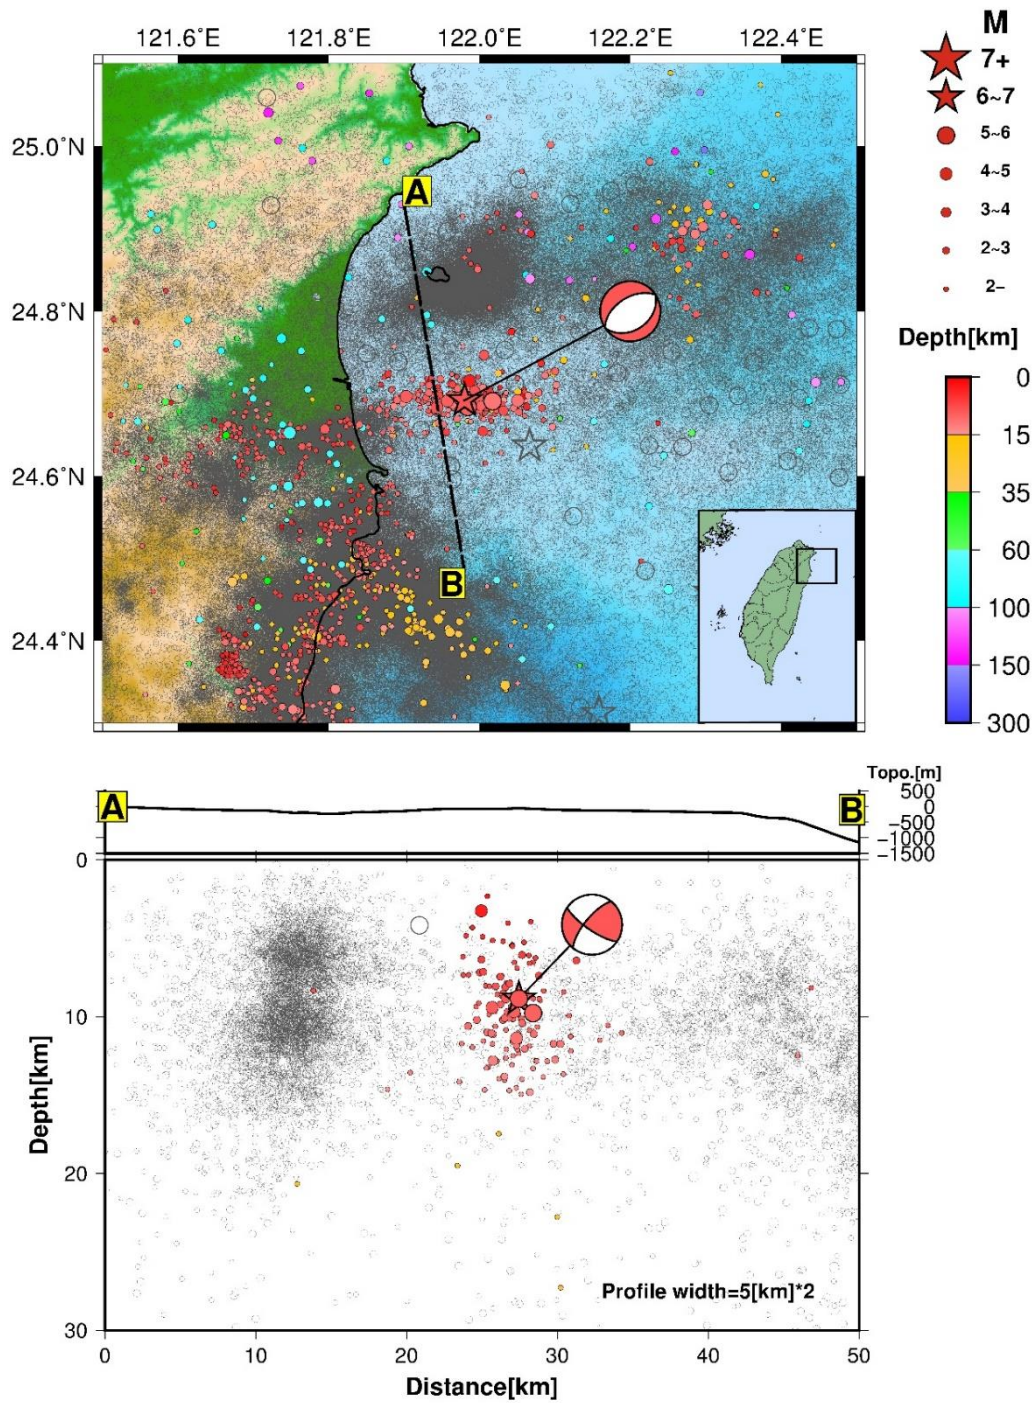 121.6°E 121.8°E 122.0°E 122.2°E 122.4°E
M
7+
6~7
5~6
4~5
3~4
2~3
2−
25.0°N
24.8°N
24.6°N
24.4°N
A
B
Depth[km]
0
15
35
60
100
150
300
Topo.[m]
500
0
−500
−1000
−1500
A
B
0
10
20
30
Depth[km]
Profile width=5[km]*2
0 10 20 30 40 50
Distance[km]